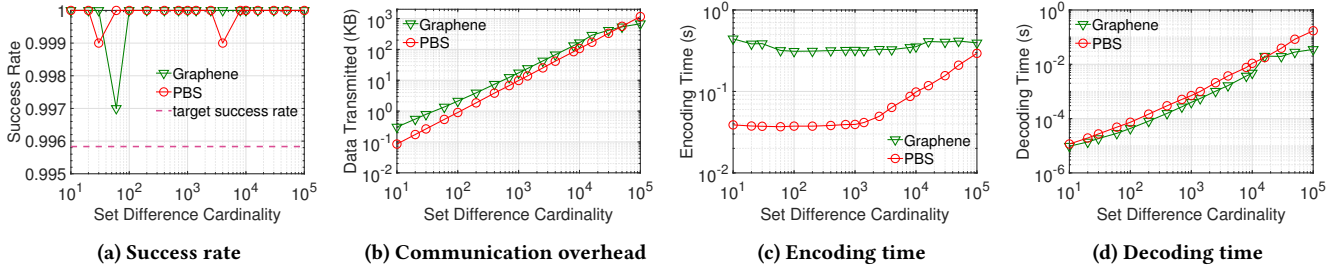 1
0.999
0.998
0.997
0.996
0.995
Success Rate
Graphene
PBS
target success rate
10^1 10^2 10^3 10^4 10^5
Set Difference Cardinality
(a) Success rate
10^3
10^2
10^1
10^0
10^-1
10^-2
Data Transmitted (KB)
Graphene
PBS
10^1 10^2 10^3 10^4 10^5
Set Difference Cardinality
(b) Communication overhead
10^0
10^-1
10^-2
Encoding Time (s)
Graphene
PBS
10^1 10^2 10^3 10^4 10^5
Set Difference Cardinality
(c) Encoding time
10^0
10^-2
10^-4
10^-6
Decoding Time (s)
Graphene
PBS
10^1 10^2 10^3 10^4 10^5
Set Difference Cardinality
(d) Decoding time